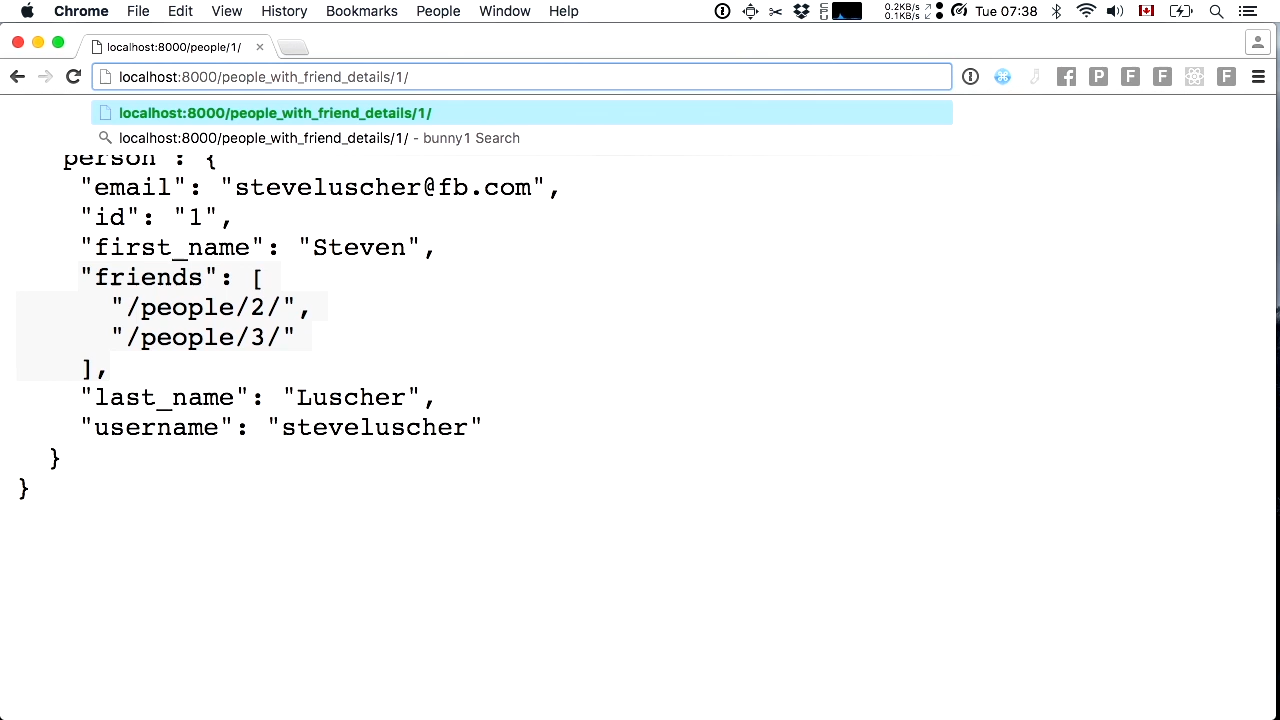 Chrome File Edit View History Bookmarks People Window Help 0.2KB/s 0.1KB/s Tue 07:38
localhost:8000/people/1/
localhost:8000/people_with_friend_details/1/
localhost:8000/people_with_friend_details/1/
localhost:8000/people_with_friend_details/1/ - bunny1 Search
person : {
"email": "steveluscher@fb.com",
"id": "1",
"first_name": "Steven",
"friends": [
"/people/2/",
"/people/3/"
],
"last_name": "Luscher",
"username": "steveluscher"
}
}